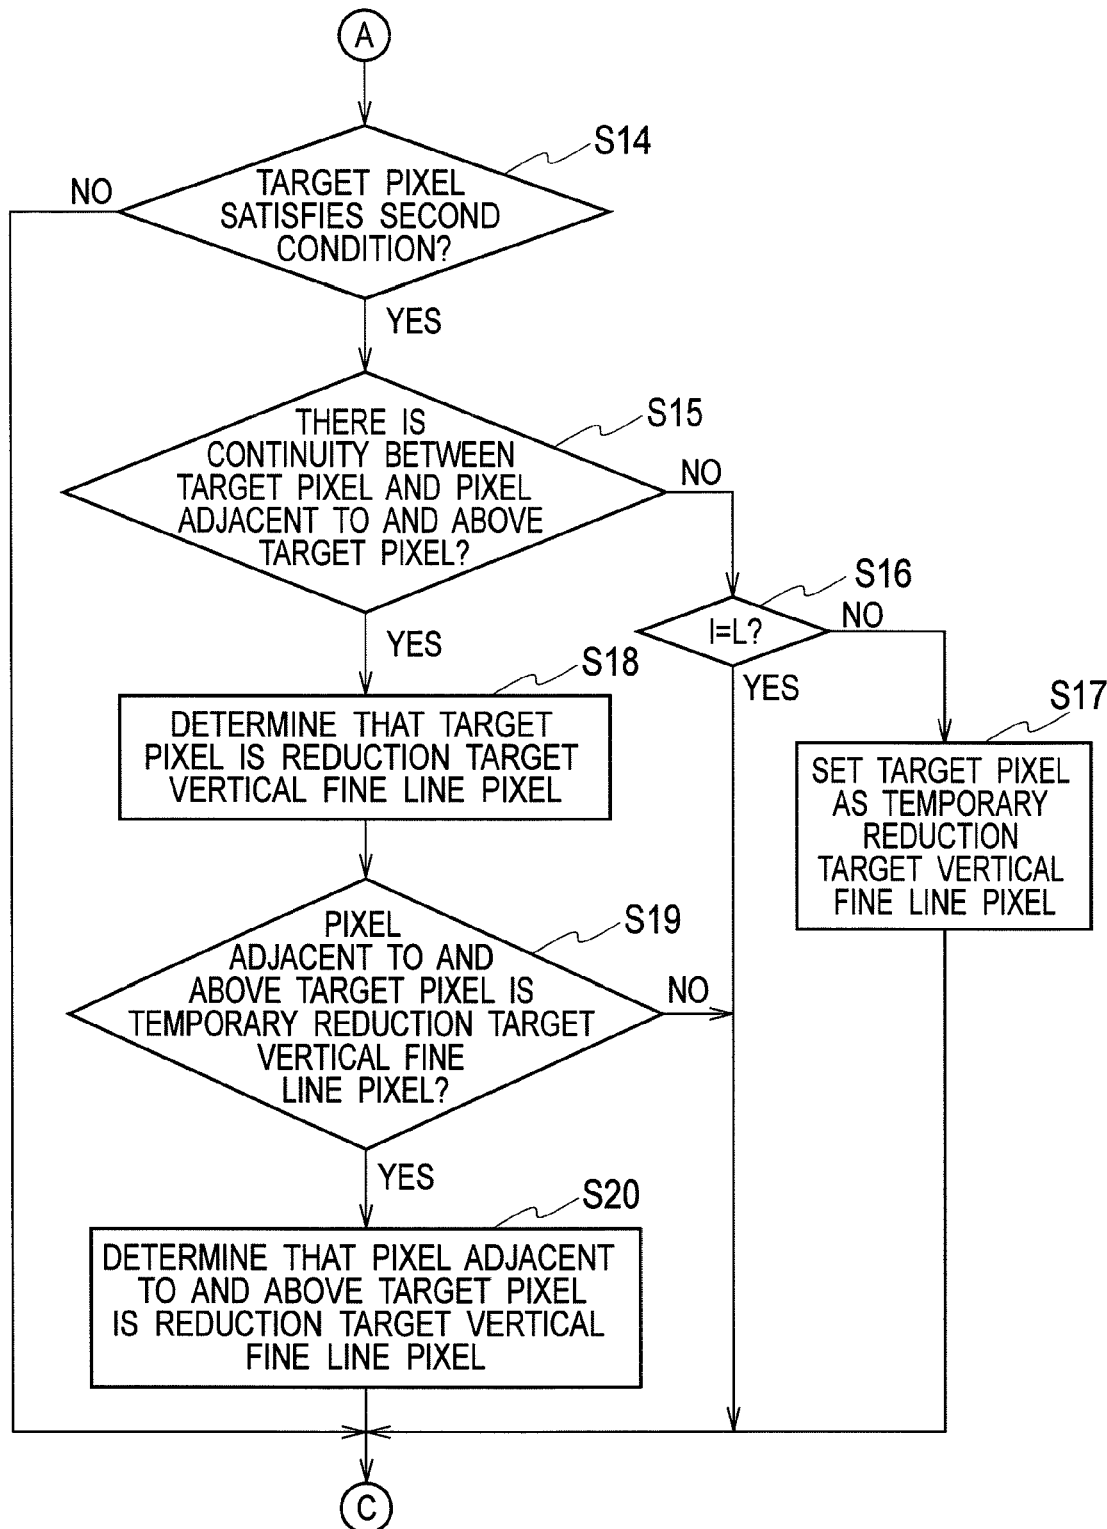 A
S14
NO
TARGET PIXEL
SATISFIES SECOND
CONDITION?
YES
S15
THERE IS
CONTINUITY BETWEEN
TARGET PIXEL AND PIXEL
ADJACENT TO AND ABOVE
TARGET PIXEL?
NO
S16
I=L?
NO
YES
YES
S17
SET TARGET PIXEL
AS TEMPORARY
REDUCTION
TARGET VERTICAL
FINE LINE PIXEL
S18
DETERMINE THAT TARGET
PIXEL IS REDUCTION TARGET
VERTICAL FINE LINE PIXEL
S19
PIXEL
ADJACENT TO AND
ABOVE TARGET PIXEL IS
TEMPORARY REDUCTION TARGET
VERTICAL FINE
LINE PIXEL?
NO
YES
S20
DETERMINE THAT PIXEL ADJACENT
TO AND ABOVE TARGET PIXEL
IS REDUCTION TARGET VERTICAL
FINE LINE PIXEL
C